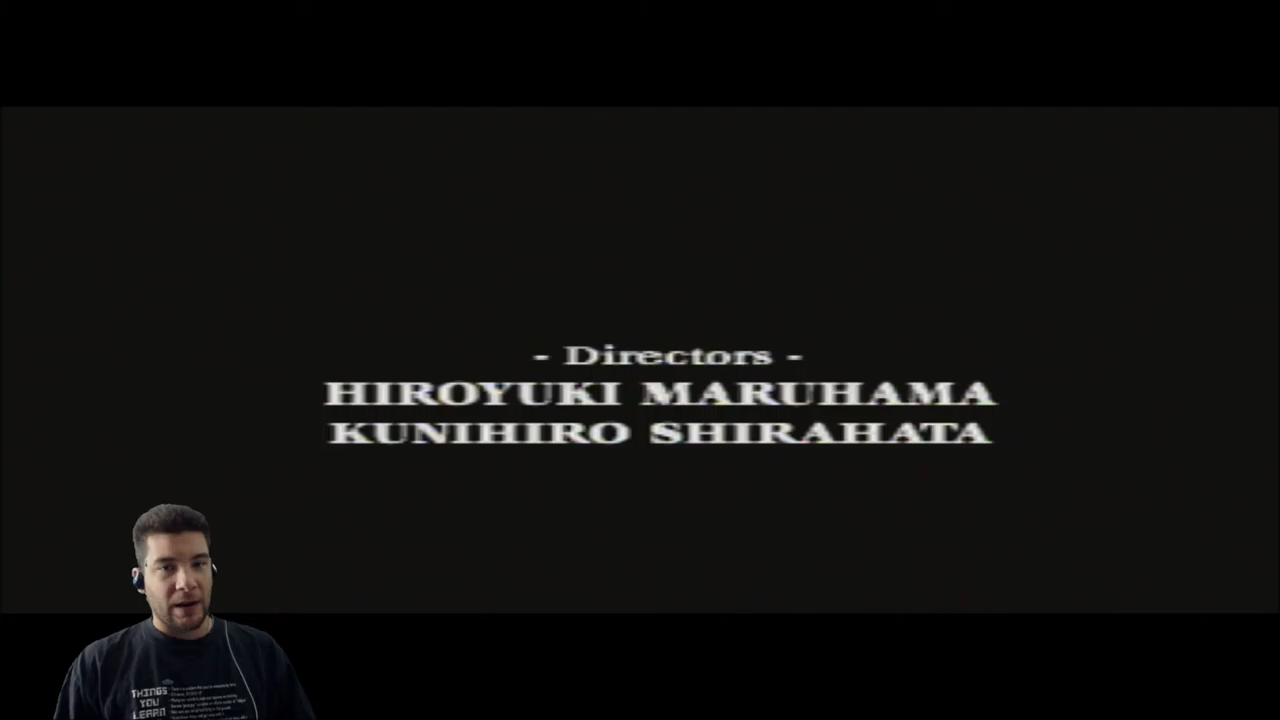 - Directors -
HIROYUKI MARUHAMA
KUNIHIRO SHIRAHATA
THINGS
YOU
LEARN